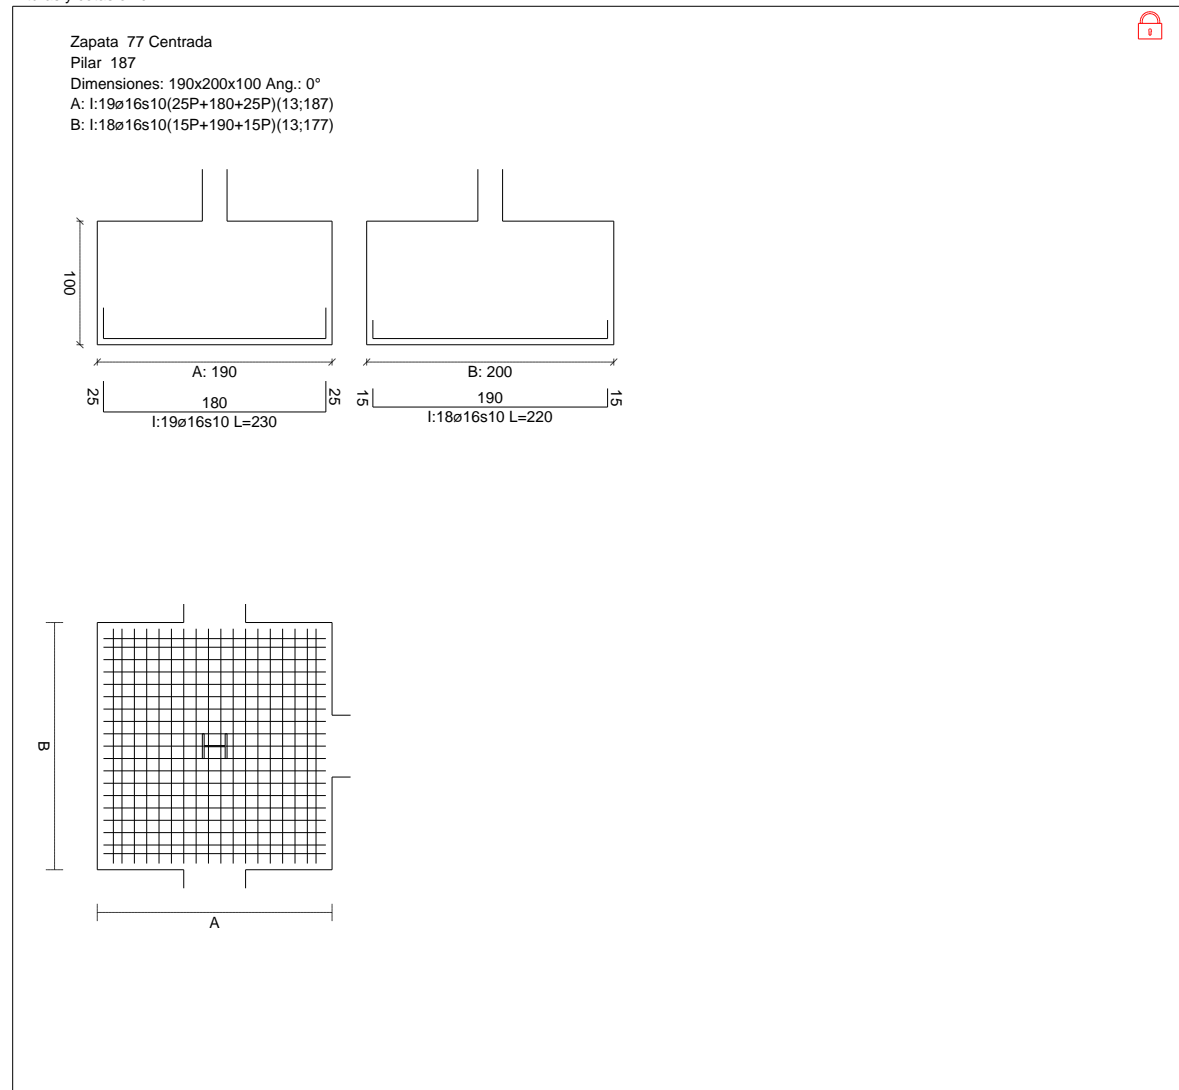 Zapata 77 Centrada
Pilar 187
Dimensiones: 190x200x100 Ang.: 0°
A: I:19ø16s10(25P+180+25P)(13;187)
B: I:18ø16s10(15P+190+15P)(13;177)
100
A: 190
B: 200
25
180
25
I:19ø16s10 L=230
15
190
15
I:18ø16s10 L=220
B
A